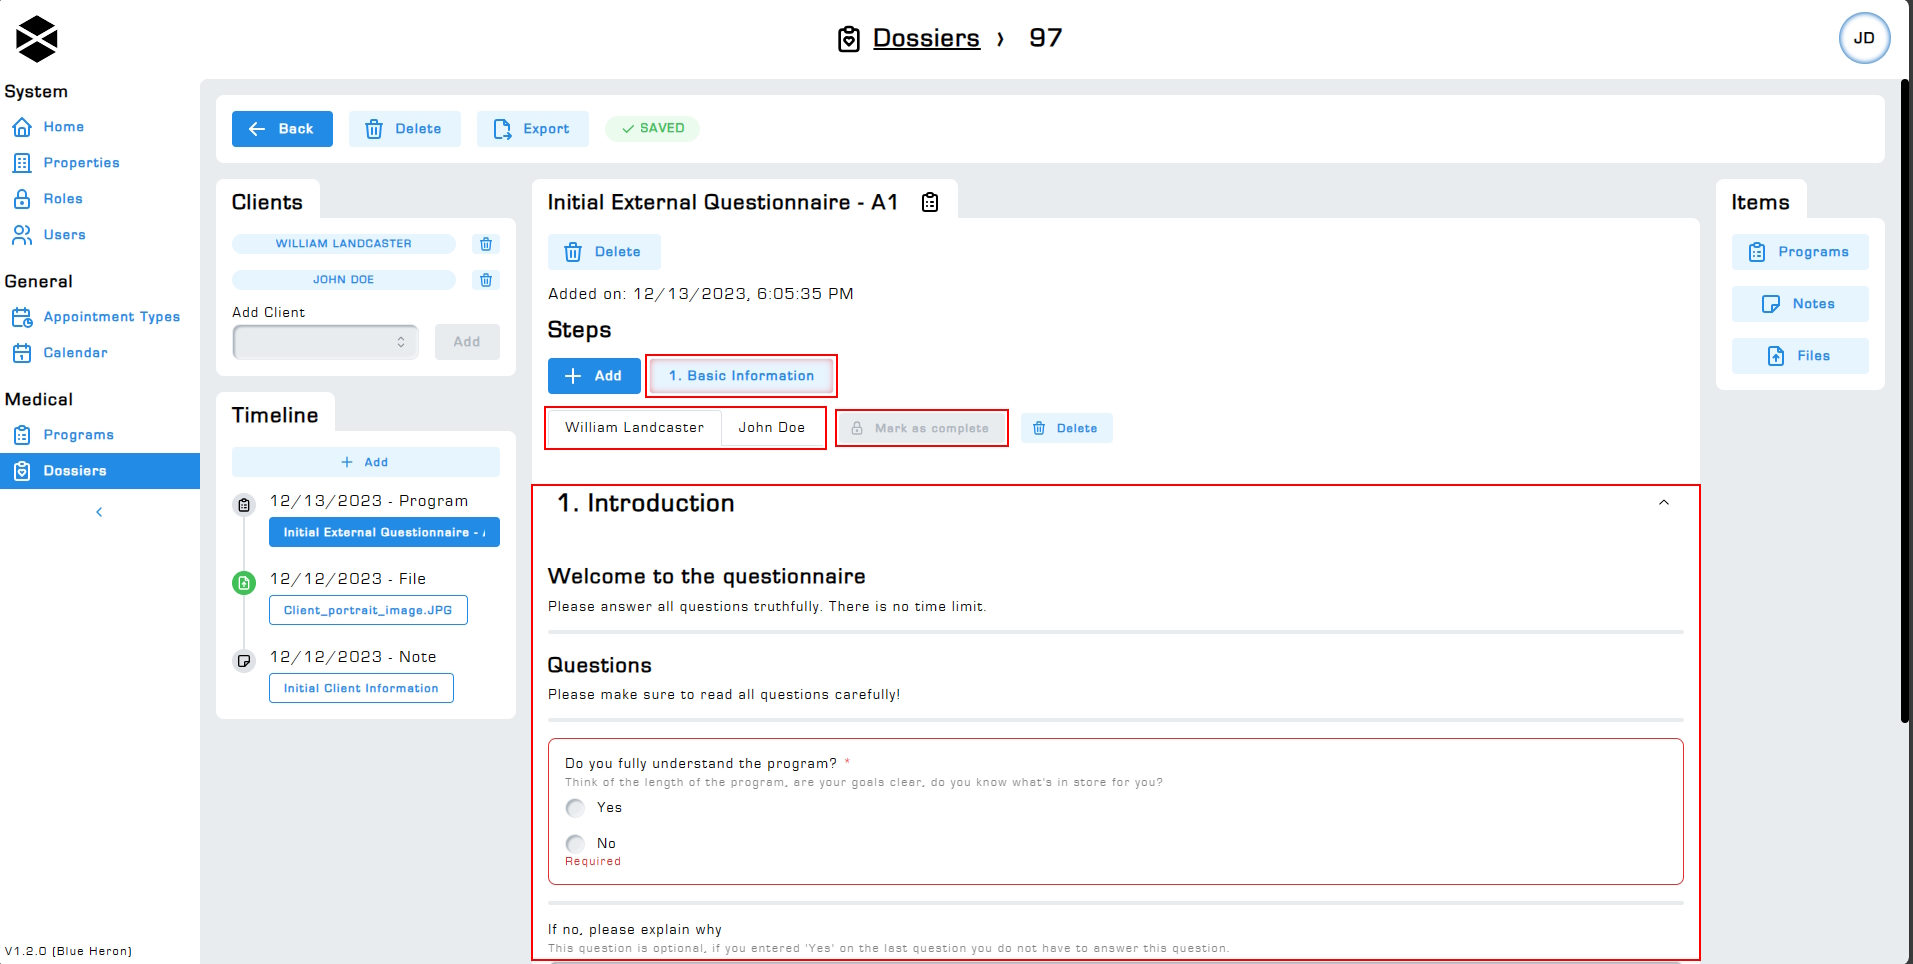 Dossiers › 97
JD
System
Home
Properties
Roles
Users
General
Appointment Types
Calendar
Medical
Programs
Dossiers
V1.2.0 (Blue Heron)
Back
Delete
Export
SAVED
Clients
WILLIAM LANDCASTER
JOHN DOE
Add Client
Add
Timeline
Add
12/13/2023 - Program
Initial External Questionnaire -
12/12/2023 - File
Client_portrait_image.JPG
12/12/2023 - Note
Initial Client Information
Initial External Questionnaire - A1
Delete
Added on: 12/13/2023, 6:05:35 PM
Steps
Add
1. Basic Information
William Landcaster
John Doe
Mark as complete
Delete
1. Introduction
Welcome to the questionnaire
Please answer all questions truthfully. There is no time limit.
Questions
Please make sure to read all questions carefully!
Do you fully understand the program? *
Think of the length of the program, are your goals clear, do you know what's in store for you?
Yes
No
Required
If no, please explain why
This question is optional, if you entered 'Yes' on the last question you do not have to answer this question.
Items
Programs
Notes
Files